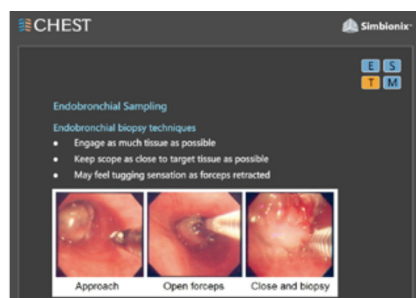 CHEST
Simbionix™
E S
T M
Endobronchial Sampling
Endobronchial biopsy techniques
• Engage as much tissue as possible
• Keep scope as close to target tissue as possible
• May feel tugging sensation as forceps retracted
Approach Open forceps Close and biopsy